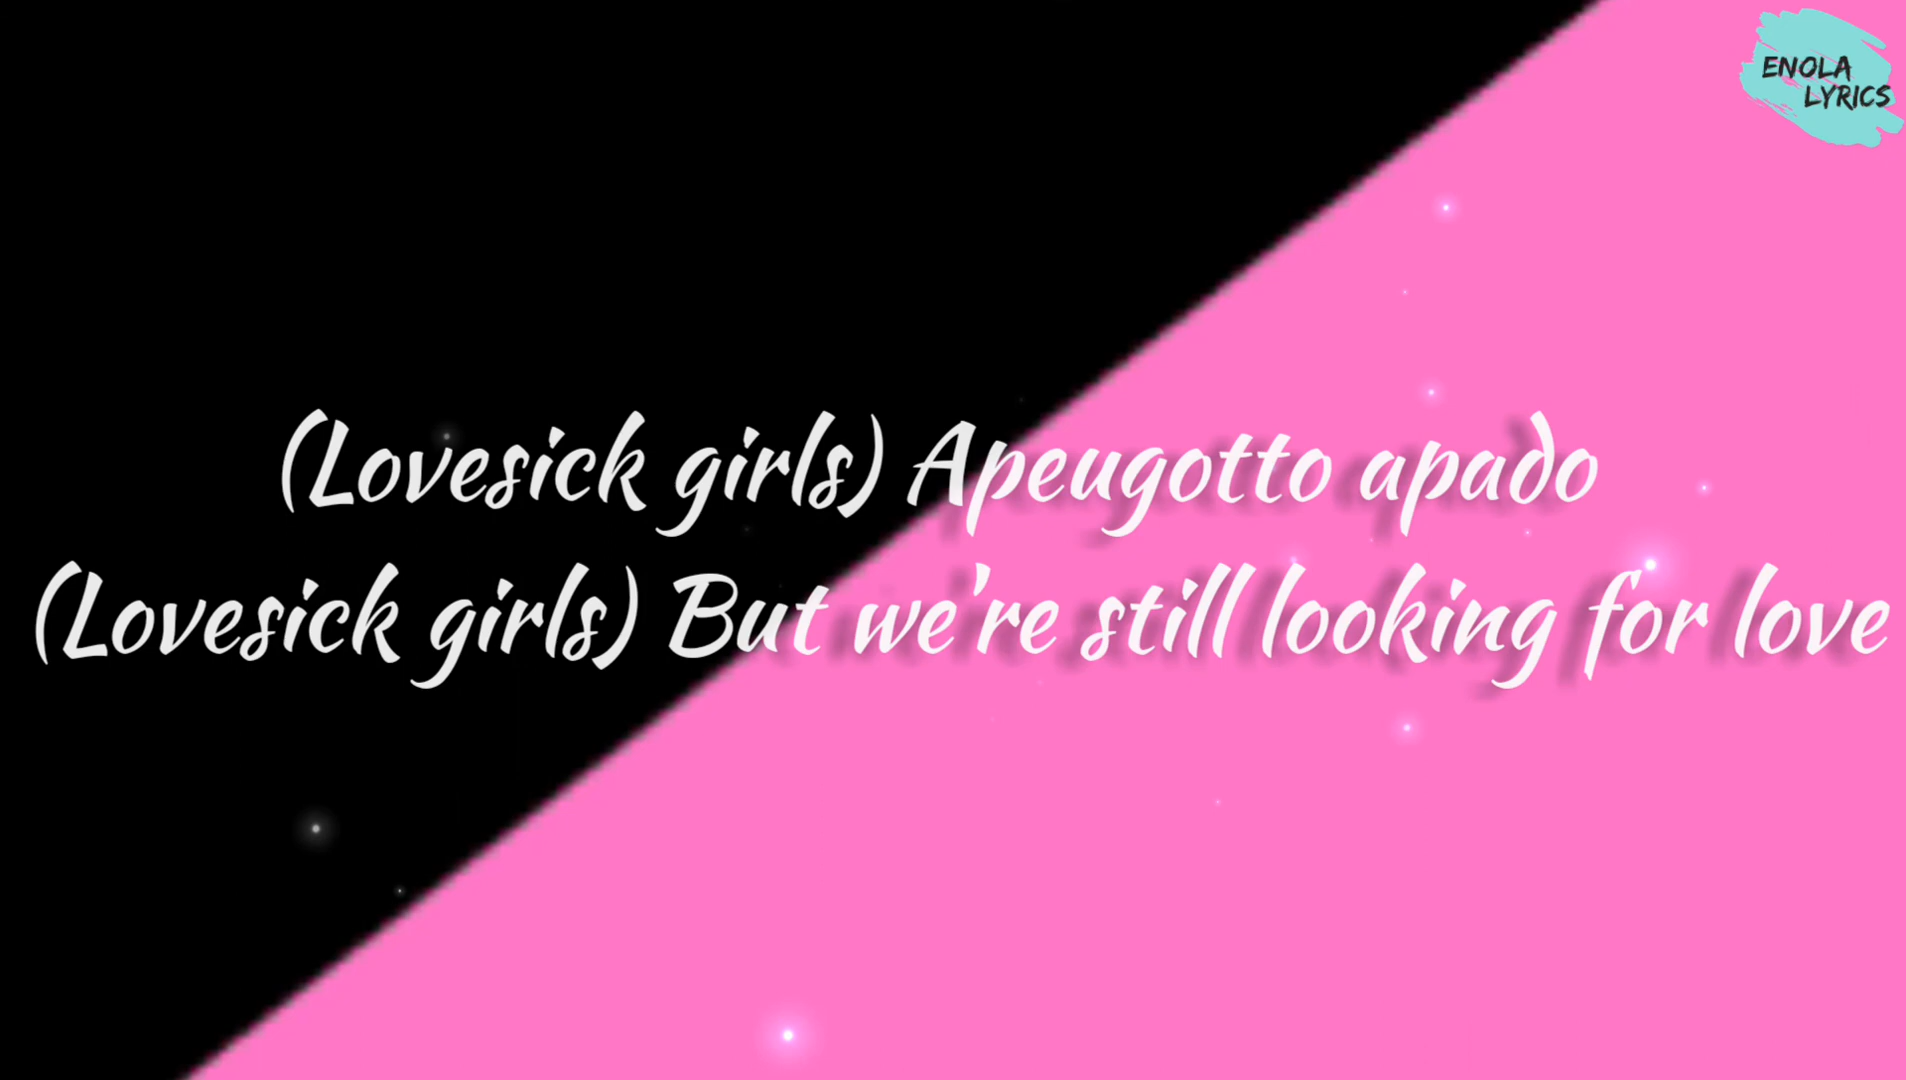 ENOLA
LYRICS
(Lovesick girls) Apeugotto apado
(Lovesick girls) But we're still looking for love